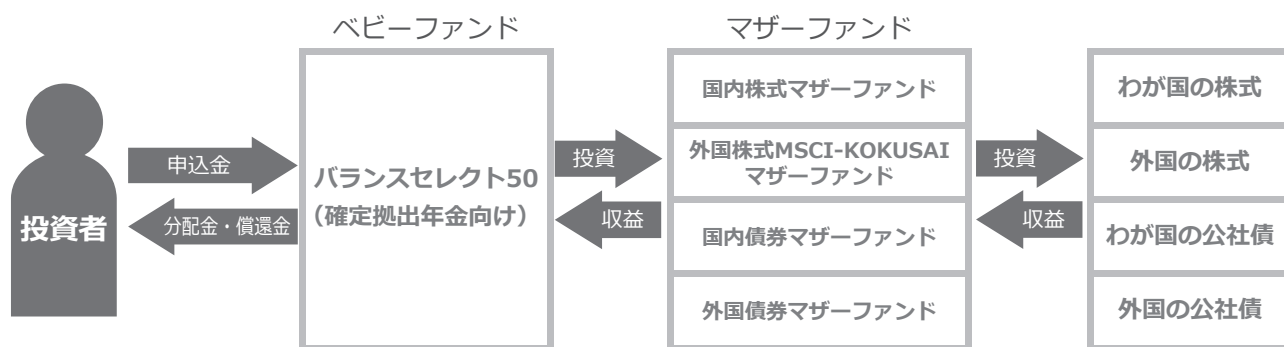 ベビーファンド
マザーファンド
投資者
申込金
分配金・償還金
バランスセレクト50
（確定拠出年金向け）
投資
収益
国内株式マザーファンド
外国株式MSCI-KOKUSAI
マザーファンド
国内債券マザーファンド
外国債券マザーファンド
投資
収益
わが国の株式
外国の株式
わが国の公社債
外国の公社債